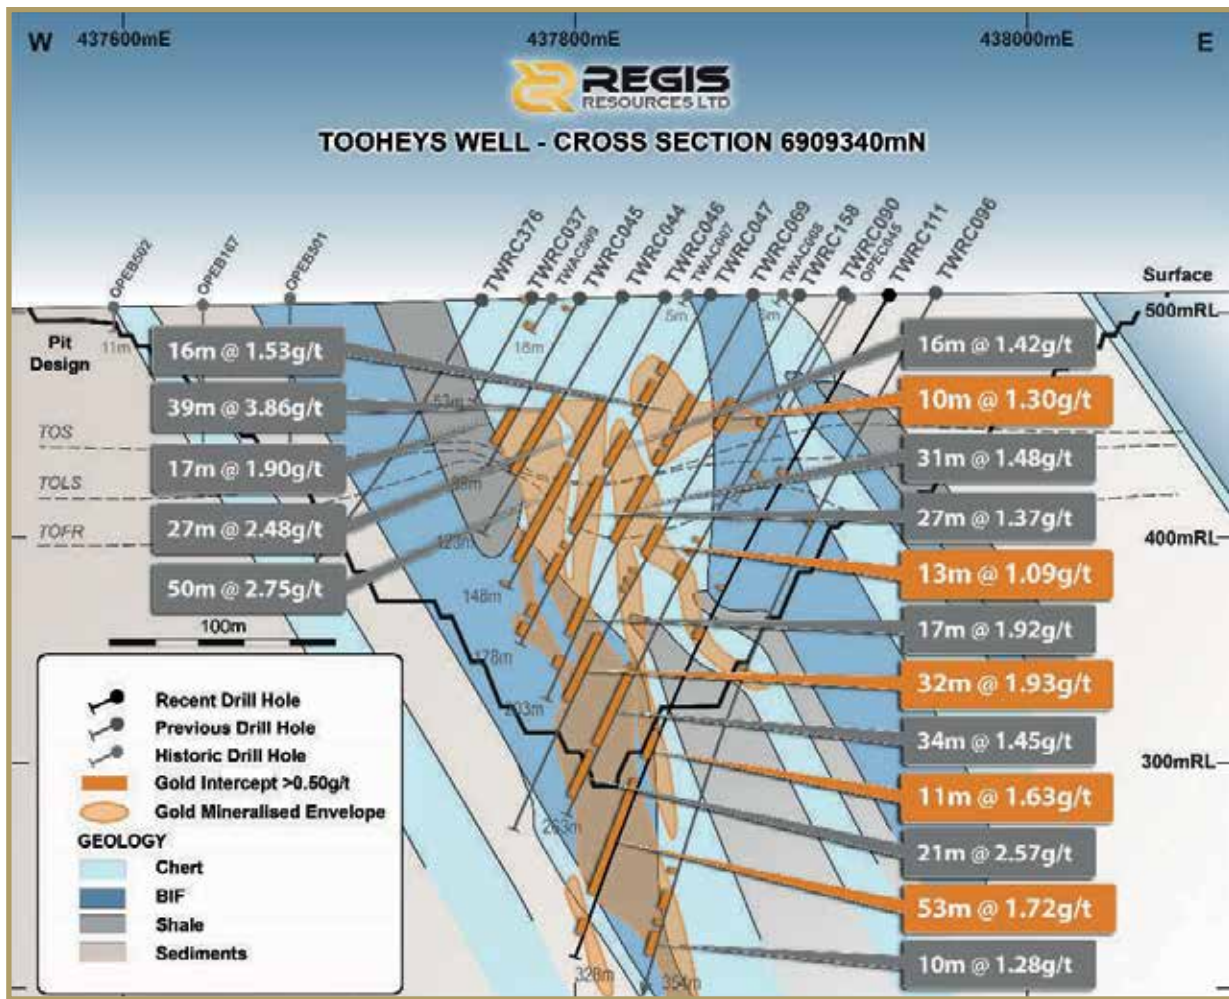 W
437600mE
437800mE
438000mE
E
REGIS
RESOURCES LTD
TOOHEYS WELL - CROSS SECTION 6909340mN
OPEB502
OPEB167
OPEB501
TWRC376
TWRC037
TWAC009
TWRC045
TWRC044
TWRC046
TWAC007
TWRC047
TWRC069
TWAC008
TWRC158
TWRC090
OPEC045
TWRC111
TWRC096
Surface
500mRL
400mRL
300mRL
Pit
Design
11m
18m
5m
53m
88m
123m
148m
178m
203m
263m
328m
354m
TOS
TOLS
TOFR
16m @ 1.53g/t
39m @ 3.86g/t
17m @ 1.90g/t
27m @ 2.48g/t
50m @ 2.75g/t
16m @ 1.42g/t
10m @ 1.30g/t
31m @ 1.48g/t
27m @ 1.37g/t
13m @ 1.09g/t
17m @ 1.92g/t
32m @ 1.93g/t
34m @ 1.45g/t
11m @ 1.63g/t
21m @ 2.57g/t
53m @ 1.72g/t
10m @ 1.28g/t
100m
Recent Drill Hole
Previous Drill Hole
Historic Drill Hole
Gold Intercept >0.50g/t
Gold Mineralised Envelope
GEOLOGY
Chert
BIF
Shale
Sediments